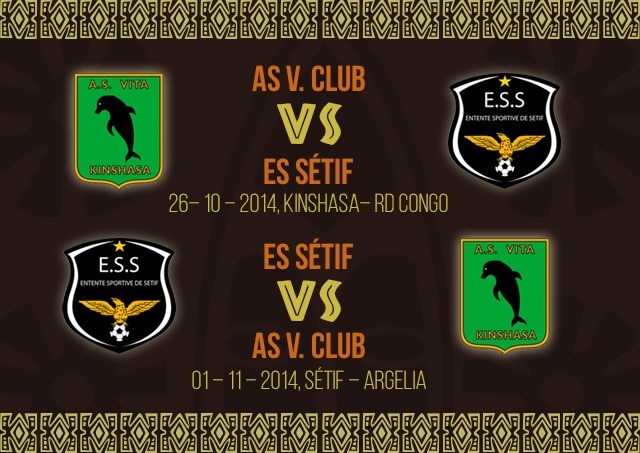 A.S. VITA
KINSHASA
AS V. CLUB
VS
ES SÉTIF
26– 10 – 2014, KINSHASA– RD CONGO
E.S.S
ENTENTE SPORTIVE DE SETIF
E.S.S
ENTENTE SPORTIVE DE SETIF
ES SÉTIF
VS
AS V. CLUB
01 – 11 – 2014, SÉTIF – ARGELIA
A.S. VITA
KINSHASA